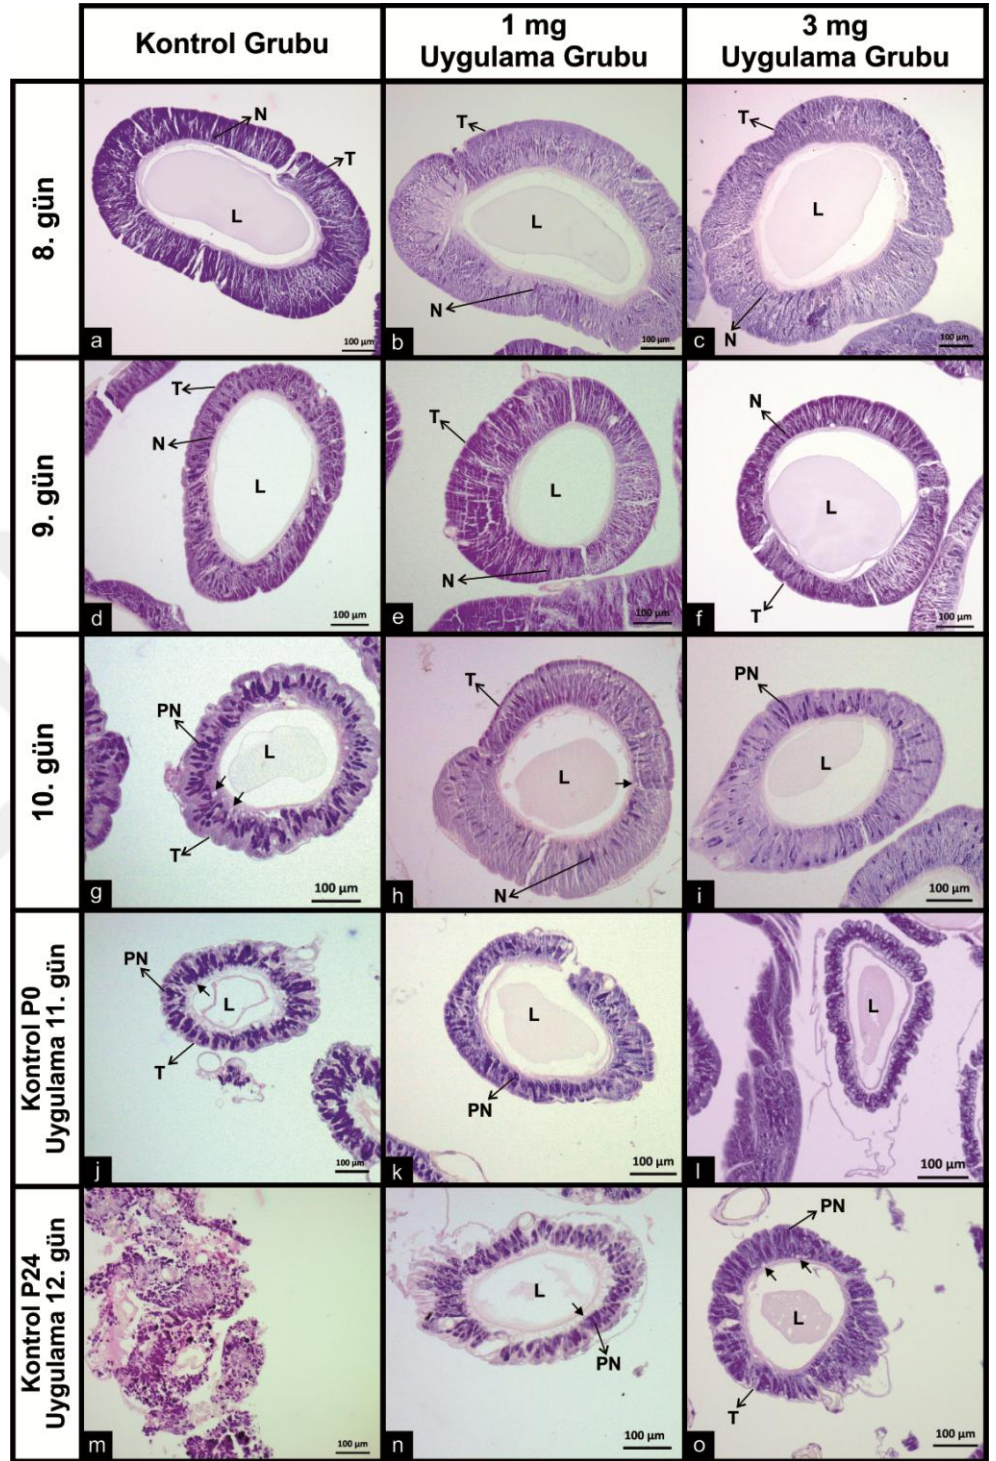 Kontrol Grubu
1 mg
Uygulama Grubu
3 mg
Uygulama Grubu
8. gün
N
T
L
a
100 µm
T
L
N
b
100 µm
T
L
N
c
100 µm
9. gün
T
N
L
d
100 µm
T
L
N
e
100 µm
N
L
T
f
100 µm
10. gün
PN
L
T
g
100 µm
T
L
N
h
100 µm
PN
L
i
100 µm
Kontrol P0
Uygulama 11. gün
PN
L
T
j
100 µm
L
PN
k
100 µm
L
l
100 µm
Kontrol P24
Uygulama 12. gün
m
100 µm
L
PN
n
100 µm
PN
L
T
o
100 µm